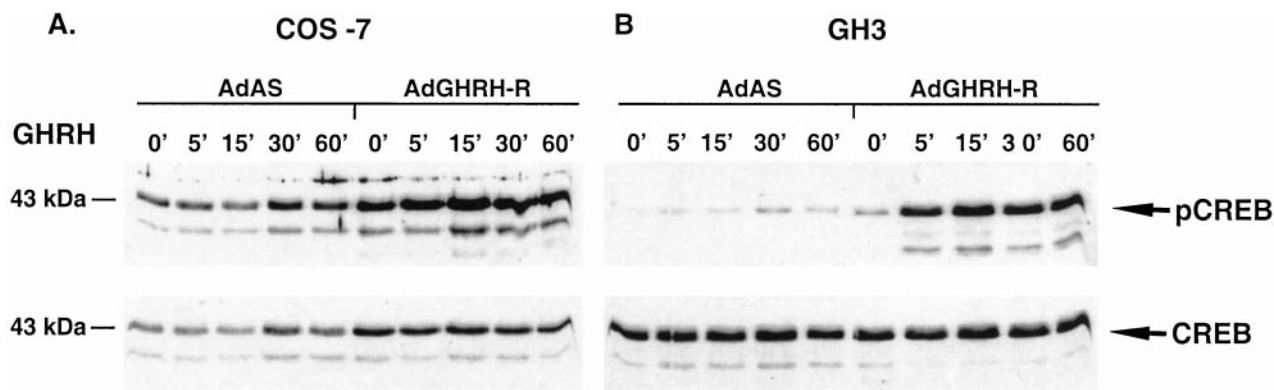 A. COS -7 B GH3
AdAS AdGHRH-R AdAS AdGHRH-R
GHRH 0’ 5’ 15’ 30’ 60’ 0’ 5’ 15’ 30’ 60’ 0’ 5’ 15’ 30’ 60’ 0’ 5’ 15’ 3 0’ 60’
43 kDa pCREB
43 kDa CREB